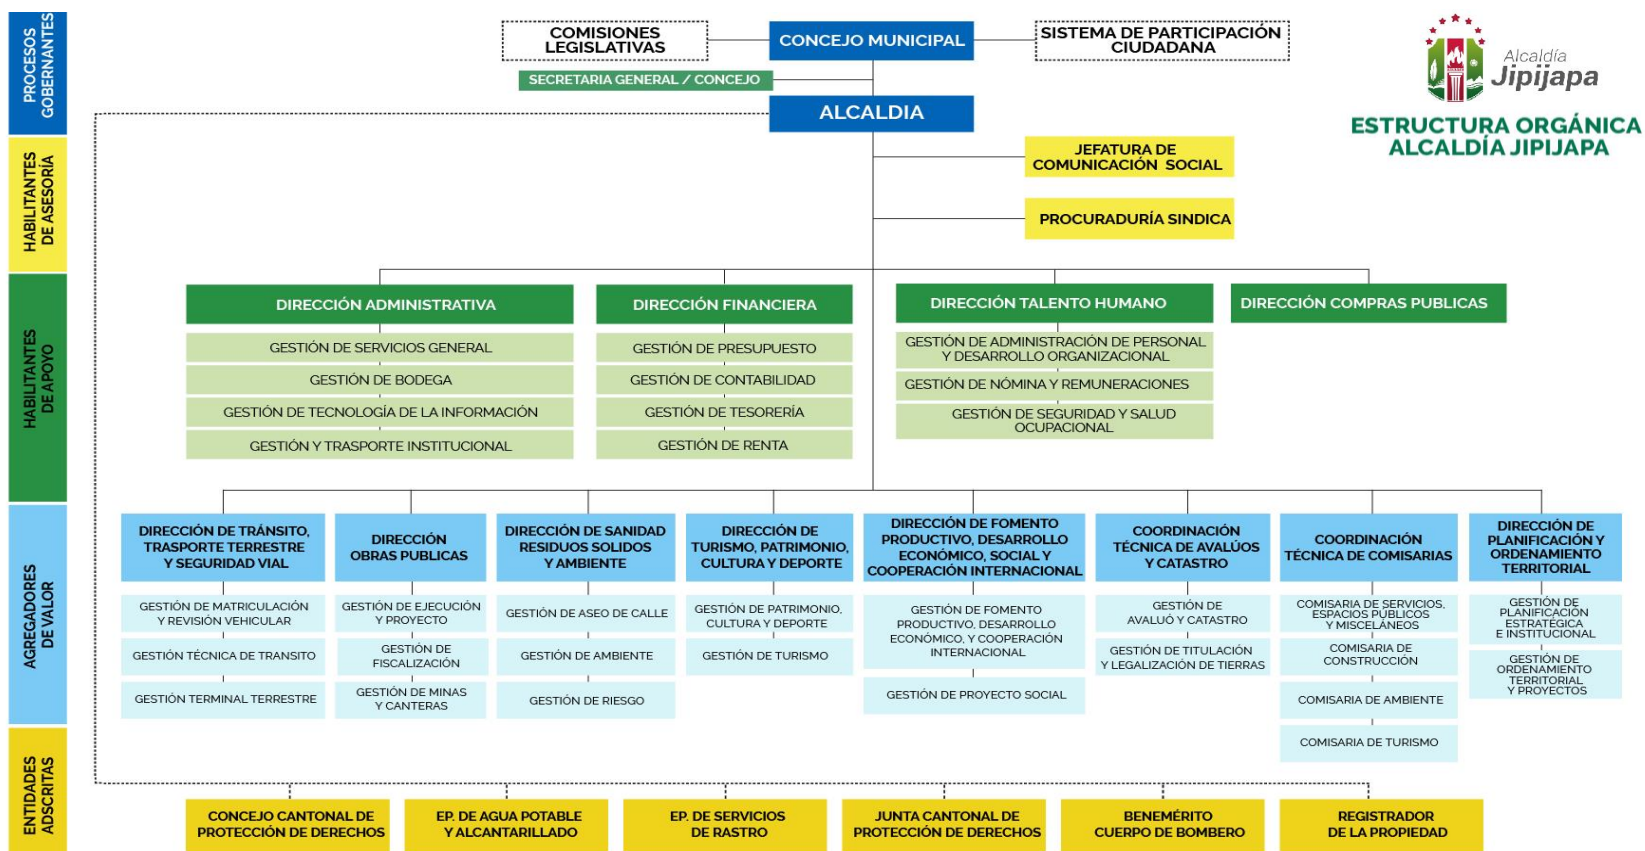 PROCESOS
GOBERNANTES
COMISIONES
LEGISLATIVAS
CONCEJO MUNICIPAL
SISTEMA DE PARTICIPACIÓN
CIUDADANA
SECRETARIA GENERAL / CONCEJO
ALCALDIA
Alcaldía
Jipijapa
ESTRUCTURA ORGÁNICA
ALCALDÍA JIPIJAPA
HABILITANTES
DE ASESORÍA
JEFATURA DE
COMUNICACIÓN SOCIAL
PROCURADURÍA SINDICA
HABILITANTES
DE APOYO
DIRECCIÓN ADMINISTRATIVA
GESTIÓN DE SERVICIOS GENERAL
GESTIÓN DE BODEGA
GESTIÓN DE TECNOLOGÍA DE LA INFORMACIÓN
GESTIÓN Y TRASPORTE INSTITUCIONAL
DIRECCIÓN FINANCIERA
GESTIÓN DE PRESUPUESTO
GESTIÓN DE CONTABILIDAD
GESTIÓN DE TESORERÍA
GESTIÓN DE RENTA
DIRECCIÓN TALENTO HUMANO
GESTIÓN DE ADMINISTRACIÓN DE PERSONAL
Y DESARROLLO ORGANIZACIONAL
GESTIÓN DE NÓMINA Y REMUNERACIONES
GESTIÓN DE SEGURIDAD Y SALUD
OCUPACIONAL
DIRECCIÓN COMPRAS PUBLICAS
AGREGADORES
DE VALOR
DIRECCIÓN DE TRÁNSITO,
TRASPORTE TERRESTRE
Y SEGURIDAD VIAL
GESTIÓN DE MATRICULACIÓN
Y REVISIÓN VEHICULAR
GESTIÓN TÉCNICA DE TRANSITO
GESTIÓN TERMINAL TERRESTRE
DIRECCIÓN
OBRAS PUBLICAS
GESTIÓN DE EJECUCIÓN
Y PROYECTO
GESTIÓN DE
FISCALIZACIÓN
GESTIÓN DE MINAS
Y CANTERAS
DIRECCIÓN DE SANIDAD
RESIDUOS SOLIDOS
Y AMBIENTE
GESTIÓN DE ASEO DE CALLE
GESTIÓN DE AMBIENTE
GESTIÓN DE RIESGO
DIRECCIÓN DE
TURISMO, PATRIMONIO,
CULTURA Y DEPORTE
GESTIÓN DE PATRIMONIO,
CULTURA Y DEPORTE
GESTIÓN DE TURISMO
DIRECCIÓN DE FOMENTO
PRODUCTIVO, DESARROLLO
ECONÓMICO, SOCIAL Y
COOPERACIÓN INTERNACIONAL
GESTIÓN DE FOMENTO
PRODUCTIVO, DESARROLLO
ECONÓMICO, Y COOPERACIÓN
INTERNACIONAL
GESTIÓN DE PROYECTO SOCIAL
COORDINACIÓN
TÉCNICA DE AVALÚOS
Y CATASTRO
GESTIÓN DE
AVALUÓ Y CATASTRO
GESTIÓN DE TITULACIÓN
Y LEGALIZACIÓN DE TIERRAS
COORDINACIÓN
TÉCNICA DE COMISARIAS
COMISARIA DE SERVICIOS,
ESPACIOS PÚBLICOS
Y MISCELÁNEOS
COMISARIA DE
CONSTRUCCIÓN
COMISARIA DE AMBIENTE
COMISARIA DE TURISMO
DIRECCIÓN DE
PLANIFICACIÓN Y
ORDENAMIENTO
TERRITORIAL
GESTIÓN DE
PLANIFICACIÓN
ESTRATÉGICA
E INSTITUCIONAL
GESTIÓN DE
ORDENAMIENTO
TERRITORIAL
Y PROYECTOS
ENTIDADES
ADSCRITAS
CONCEJO CANTONAL DE
PROTECCIÓN DE DERECHOS
EP. DE AGUA POTABLE
Y ALCANTARILLADO
EP. DE SERVICIOS
DE RASTRO
JUNTA CANTONAL DE
PROTECCIÓN DE DERECHOS
BENEMÉRITO
CUERPO DE BOMBERO
REGISTRADOR
DE LA PROPIEDAD